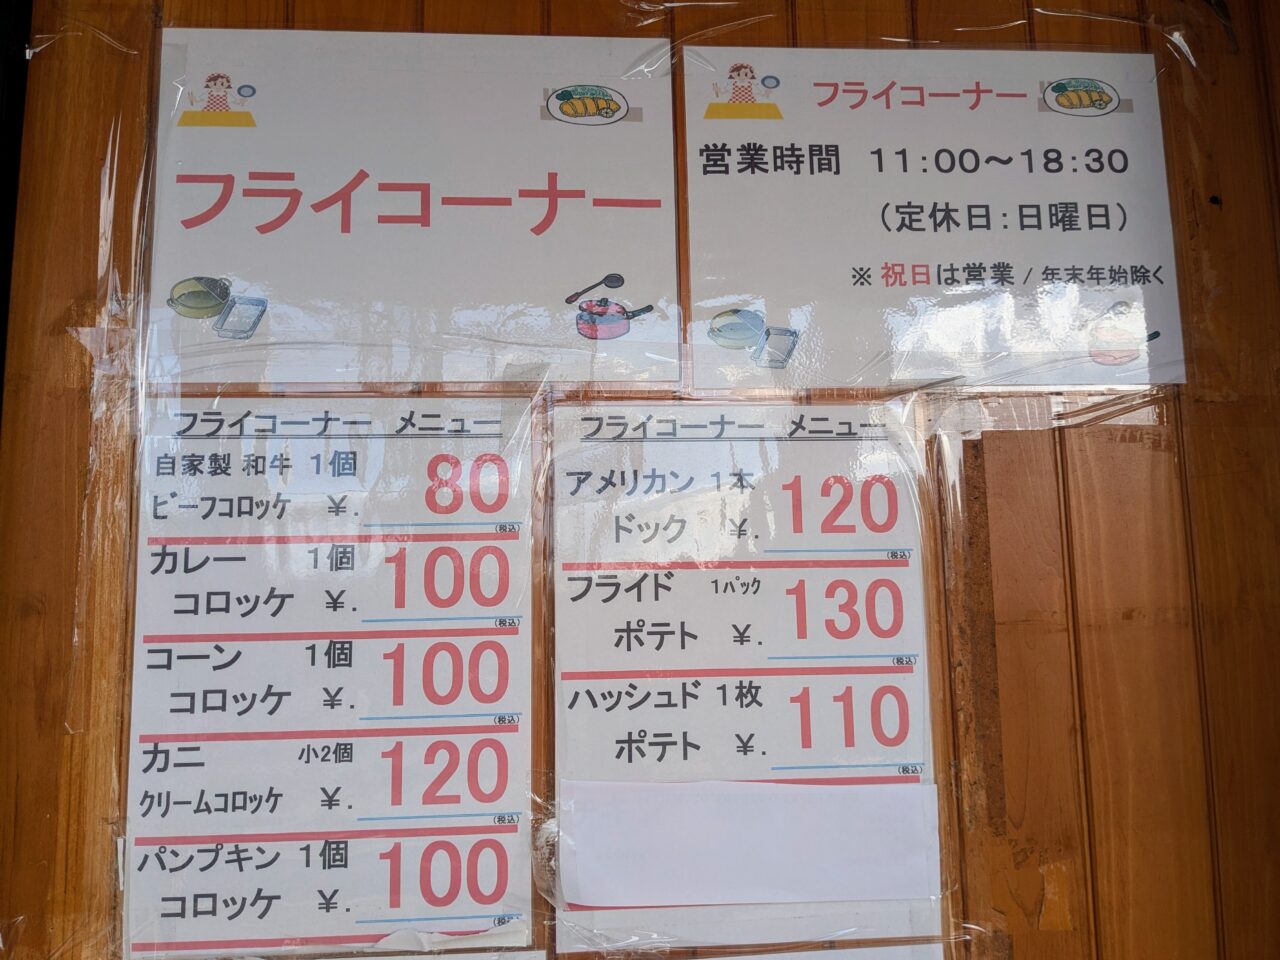 フライコーナー
フライコーナー
営業時間 11:00～18:30
（定休日：日曜日）
※ 祝日は営業 / 年末年始除く
フライコーナー メニュー
自家製 和牛 1個
ビーフコロッケ ￥. 80
(税込)
カレー 1個
コロッケ ￥. 100
(税込)
コーン 1個
コロッケ ￥. 100
(税込)
カニ 小2個
クリームコロッケ ￥. 120
(税込)
パンプキン 1個
コロッケ ￥. 100
(税込)
フライコーナー メニュー
アメリカン 1本
ドック ￥. 120
(税込)
フライド 1パック
ポテト ￥. 130
(税込)
ハッシュド 1枚
ポテト ￥. 110
(税込)